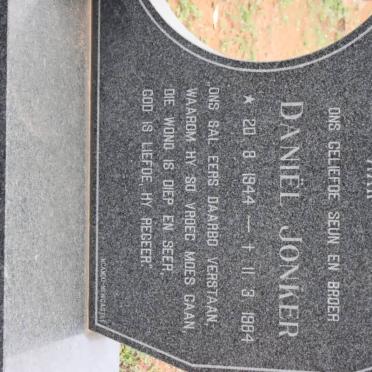 ONS GELIEFDE SEUN EN BROER
DANIËL JONKER
★ 20 8 1944 — † 11 3 1984
"ONS SAL EERS DAARBO VERSTAAN,
WAAROM HY SO VROEG MOES GAAN,
DIE WOND IS DIEP EN SEER,
GOD IS LIEFDE, HY REGEER".